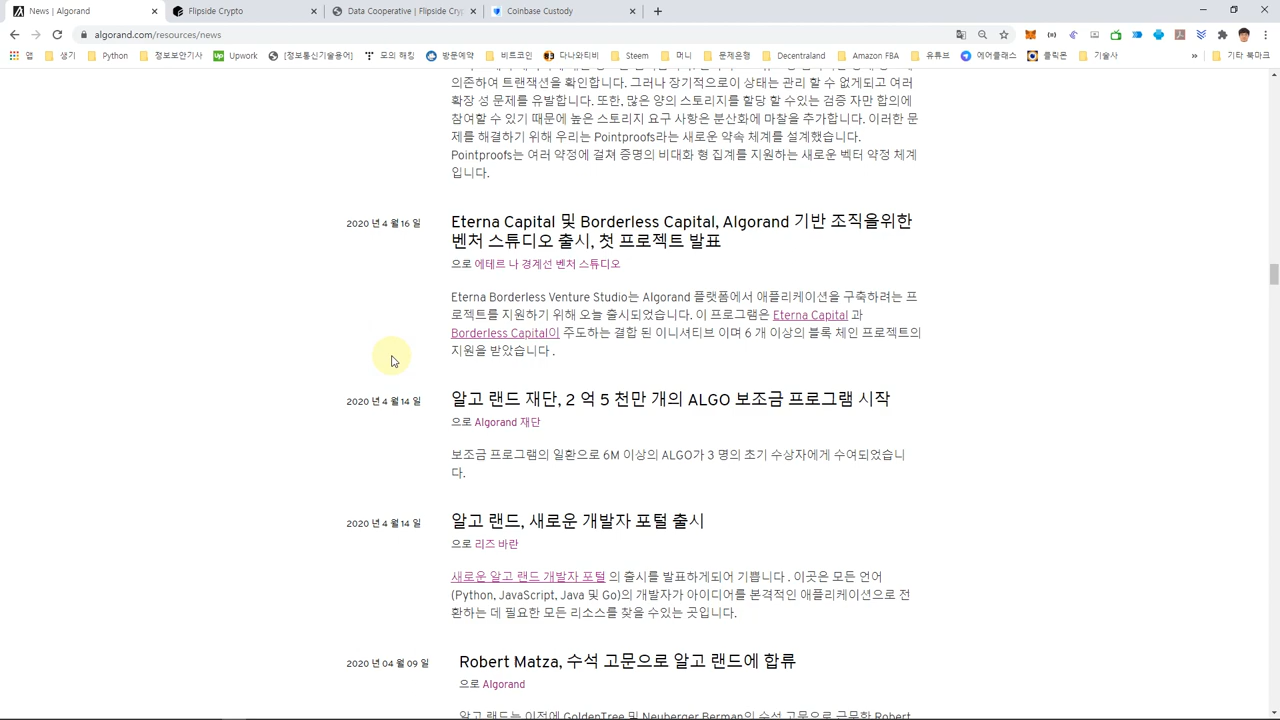 News | Algorand
Flipside Crypto
Data Cooperative | Flipside Cryp
Coinbase Custody
algorand.com/resources/news
앱
생기
Python
정보보안기사
Upwork
[정보통신기술용어]
모의 해킹
방문예약
비트코인
다나와티비
Steem
머니
문제은행
Decentraland
Amazon FBA
유튜브
에어클래스
클릭몬
기술사
»
기타 북마크
의존하여 트랜잭션을 확인합니다. 그러나 장기적으로이 상태는 관리 할 수 없게되고 여러
확장 성 문제를 유발합니다. 또한, 많은 양의 스토리지를 할당 할 수있는 검증 자만 합의에
참여할 수 있기 때문에 높은 스토리지 요구 사항은 분산화에 마찰을 추가합니다. 이러한 문
제를 해결하기 위해 우리는 Pointproofs라는 새로운 약속 체계를 설계했습니다.
Pointproofs는 여러 약정에 걸쳐 증명의 비대화 형 집계를 지원하는 새로운 벡터 약정 체계
입니다.
2020 년 4 월 16 일
Eterna Capital 및 Borderless Capital, Algorand 기반 조직을위한
벤처 스튜디오 출시, 첫 프로젝트 발표
으로 에테르 나 경계선 벤처 스튜디오
Eterna Borderless Venture Studio는 Algorand 플랫폼에서 애플리케이션을 구축하려는 프
로젝트를 지원하기 위해 오늘 출시되었습니다. 이 프로그램은 Eterna Capital 과
Borderless Capital이 주도하는 결합 된 이니셔티브 이며 6 개 이상의 블록 체인 프로젝트의
지원을 받았습니다 .
2020 년 4 월 14 일
알고 랜드 재단, 2 억 5 천만 개의 ALGO 보조금 프로그램 시작
으로 Algorand 재단
보조금 프로그램의 일환으로 6M 이상의 ALGO가 3 명의 초기 수상자에게 수여되었습니
다.
2020 년 4 월 14 일
알고 랜드, 새로운 개발자 포털 출시
으로 리즈 바란
새로운 알고 랜드 개발자 포털 의 출시를 발표하게되어 기쁩니다 . 이곳은 모든 언어
(Python, JavaScript, Java 및 Go)의 개발자가 아이디어를 본격적인 애플리케이션으로 전
환하는 데 필요한 모든 리소스를 찾을 수있는 곳입니다.
2020 년 04 월 09 일
Robert Matza, 수석 고문으로 알고 랜드에 합류
으로 Algorand
알고 랜드는 이전에 GoldenTree 및 Neuberger Berman의 수석 고문으로 근무한 Robert